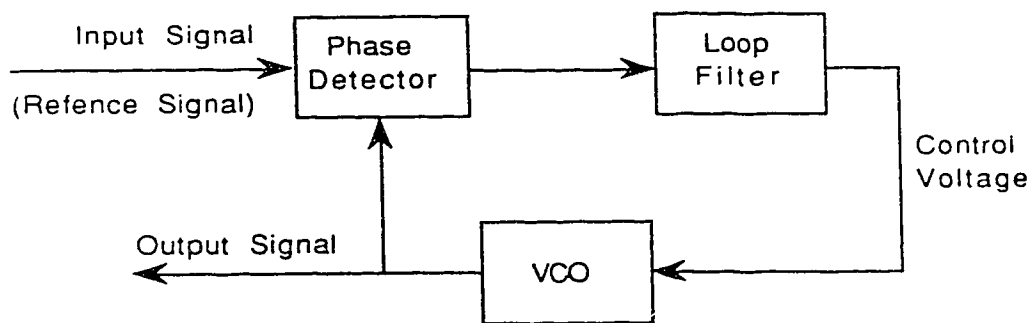 Input Signal
(Refence Signal)
Phase
Detector
Loop
Filter
Control
Voltage
Output Signal
VCO